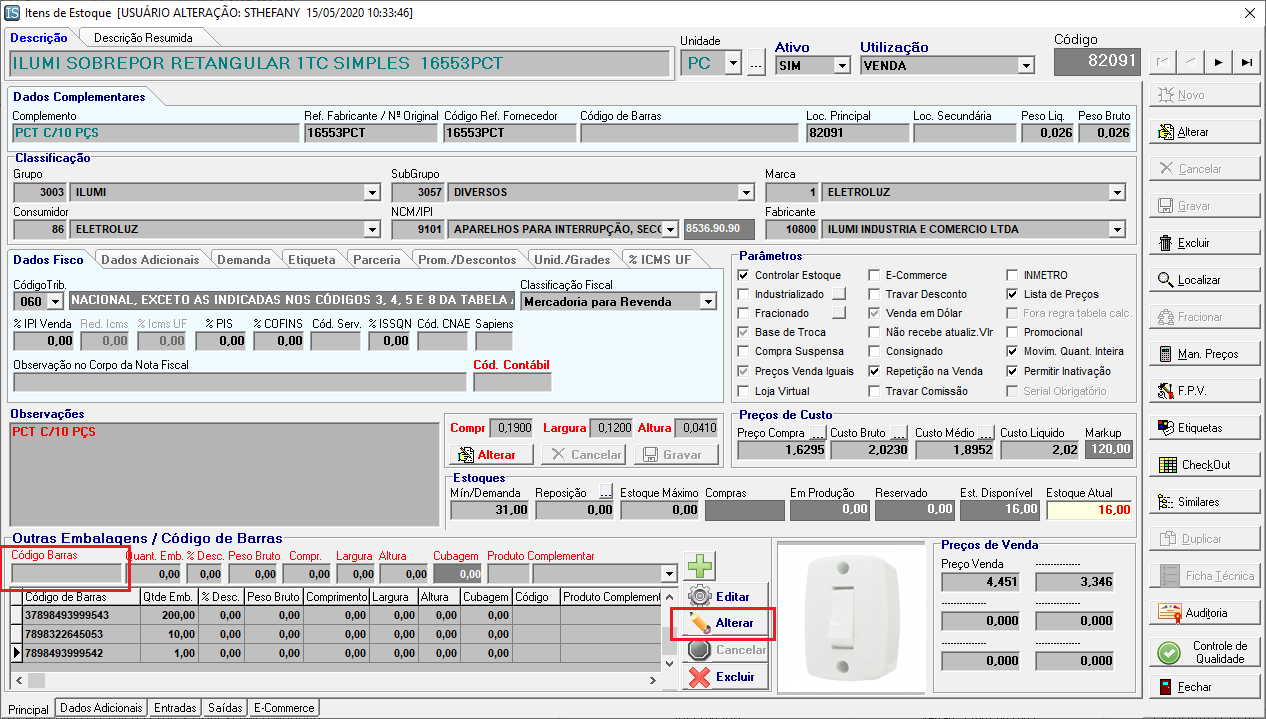 Itens de Estoque [USUÁRIO ALTERAÇÃO: STHEFANY 15/05/2020 10:33:46]
Descrição Descrição Resumida
ILUMI SOBREPOR RETANGULAR 1TC SIMPLES 16553PCT
Unidade
PC ...
Ativo
SIM
Utilização
VENDA
Código
82091
Dados Complementares
Complemento Ref. Fabricante / Nº Original Código Ref. Fornecedor Código de Barras Loc. Principal Loc. Secundária Peso Liq. Peso Bruto
PCT C/10 PÇS 16553PCT 16553PCT 82091 0,026 0,026
Classificação
Grupo SubGrupo Marca
3003 ILUMI 3057 DIVERSOS 1 ELETROLUZ
Consumidor NCM/IPI Fabricante
86 ELETROLUZ 9101 APARELHOS PARA INTERRUPÇÃO, SECC 8536.90.90 10800 ILUMI INDUSTRIA E COMERCIO LTDA
Dados Fisco Dados Adicionais Demanda Etiqueta Parceria Prom./Descontos Unid./Grades % ICMS UF
CódigoTrib. Classificação Fiscal
060 NACIONAL, EXCETO AS INDICADAS NOS CÓDIGOS 3, 4, 5 E 8 DA TABELA A Mercadoria para Revenda
% IPI Venda Red. Icms % Icms UF % PIS % COFINS Cód. Serv. % ISSQN Cód. CNAE Sapiens
0,00 0,00 0,00 0,00 0,00 0,00
Observação no Corpo da Nota Fiscal Cód. Contábil
Parâmetros
Controlar Estoque E-Commerce INMETRO
Industrializado Travar Desconto Lista de Preços
Fracionado Venda em Dólar Fora regra tabela calc.
Base de Troca Não recebe atualiz.Vlr Promocional
Compra Suspensa Consignado Movim. Quant. Inteira
Preços Venda Iguais Repetição na Venda Permitir Inativação
Loja Virtual Travar Comissão Serial Obrigatório
Observações
PCT C/10 PÇS
Compr 0,1900 Largura 0,1200 Altura 0,0410
Alterar Cancelar Gravar
Preços de Custo
Preço Compra ... Custo Bruto ... Custo Médio ... Custo Liquido Markup
1,6295 2,0230 1,8952 2,02 120,00
Estoques
Mín/Demanda Reposição ... Estoque Máximo Compras Em Produção Reservado Est. Disponível Estoque Atual
31,00 0,00 0,00 0,00 0,00 16,00 16,00
Outras Embalagens / Código de Barras
Código Barras Quant. Emb. % Desc. Peso Bruto Compr. Largura Altura Cubagem Produto Complementar
0,00 0,00 0,00 0,00 0,00 0,00 0,00
Código de Barras Qtde Emb. % Desc. Peso Bruto Comprimento Largura Altura Cubagem Código Produto Complement
37898493999543 200,00 0,00 0,00 0,00 0,00 0,00 0,00
7898322645053 10,00 0,00 0,00 0,00 0,00 0,00 0,00
7898493999542 1,00 0,00 0,00 0,00 0,00 0,00 0,00
Editar
Alterar
Cancelar
Excluir
Preços de Venda
Preço Venda --------------
4,451 3,346
-------------- --------------
0,000 0,000
-------------- --------------
0,000 0,000
Novo
Alterar
Cancelar
Gravar
Excluir
Localizar
Fracionar
Man. Preços
F.P.V.
Etiquetas
CheckOut
Similares
Duplicar
Ficha Técnica
Auditoria
Controle de
Qualidade
Fechar
Principal Dados Adicionais Entradas Saídas E-Commerce